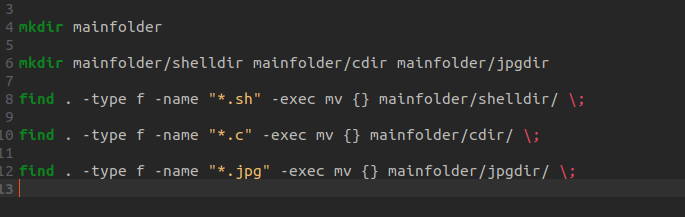 3
4 mkdir mainfolder
5
6 mkdir mainfolder/shelldir mainfolder/cdir mainfolder/jpgdir
7
8 find . -type f -name "*.sh" -exec mv {} mainfolder/shelldir/ \;
9
10 find . -type f -name "*.c" -exec mv {} mainfolder/cdir/ \;
11
12 find . -type f -name "*.jpg" -exec mv {} mainfolder/jpgdir/ \;
13